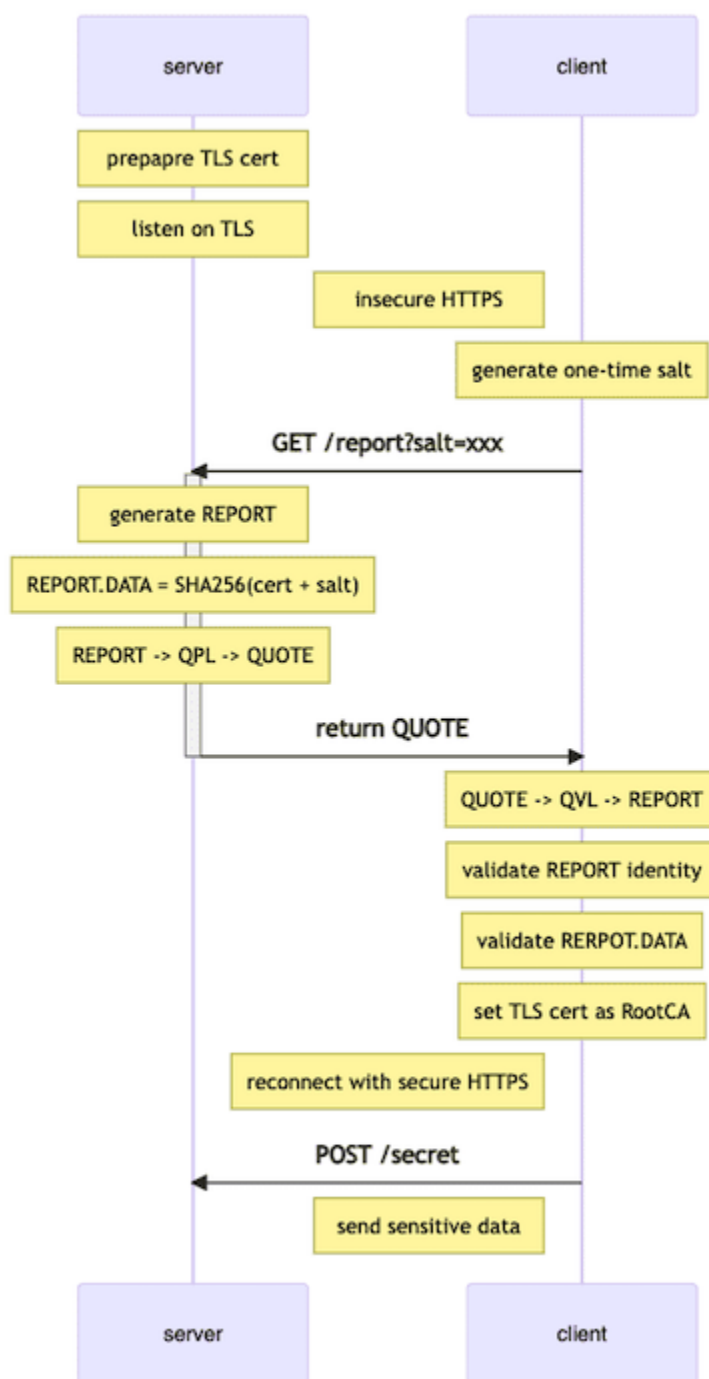 server client
prepapre TLS cert
listen on TLS
insecure HTTPS
generate one-time salt
GET /report?salt=xxx
generate REPORT
REPORT.DATA = SHA256(cert + salt)
REPORT -> QPL -> QUOTE
return QUOTE
QUOTE -> QVL -> REPORT
validate REPORT identity
validate RERPOT.DATA
set TLS cert as RootCA
reconnect with secure HTTPS
POST /secret
send sensitive data
server client